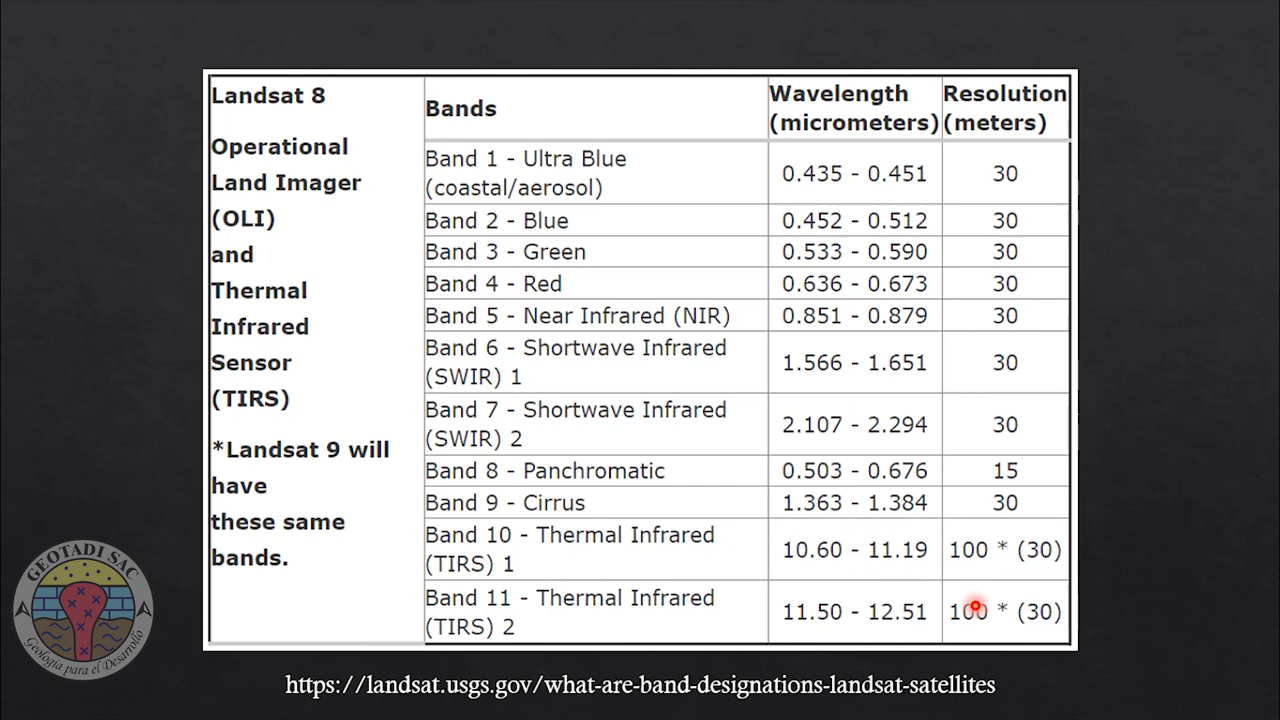 Landsat 8
Operational
Land Imager
(OLI)
and
Thermal
Infrared
Sensor
(TIRS)
*Landsat 9 will
have
these same
bands.
Bands
Wavelength
(micrometers)
Resolution
(meters)
Band 1 - Ultra Blue
(coastal/aerosol)
0.435 - 0.451
30
Band 2 - Blue
0.452 - 0.512
30
Band 3 - Green
0.533 - 0.590
30
Band 4 - Red
0.636 - 0.673
30
Band 5 - Near Infrared (NIR)
0.851 - 0.879
30
Band 6 - Shortwave Infrared
(SWIR) 1
1.566 - 1.651
30
Band 7 - Shortwave Infrared
(SWIR) 2
2.107 - 2.294
30
Band 8 - Panchromatic
0.503 - 0.676
15
Band 9 - Cirrus
1.363 - 1.384
30
Band 10 - Thermal Infrared
(TIRS) 1
10.60 - 11.19
100 * (30)
Band 11 - Thermal Infrared
(TIRS) 2
11.50 - 12.51
100 * (30)
GEOTADI SAC
Geología para el Desarrollo
https://landsat.usgs.gov/what-are-band-designations-landsat-satellites